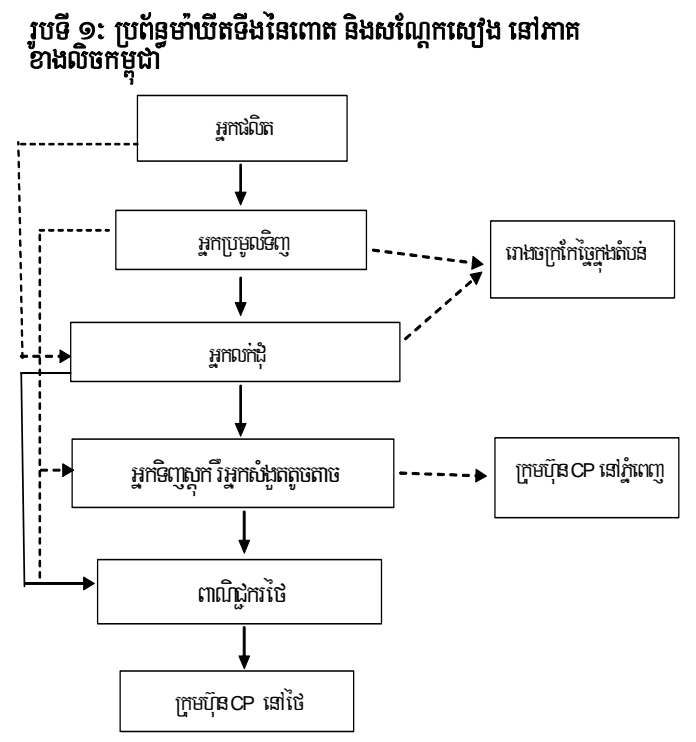 រូបទី ១: ប្រព័ន្ធម៉ាឃីតទីងនៃពោត និងសណ្តែកសៀង នៅភាគ
ខាងលិចកម្ពុជា
អ្នកផលិត
អ្នកប្រមូលទិញ
រោងចក្រកែច្នៃក្នុងតំបន់
អ្នកលក់ដុំ
អ្នកទិញស្តុក រឺអ្នកសំងួតតូចតាច
ក្រុមហ៊ុនCP នៅភ្នំពេញ
ពាណិជ្ជករថៃ
ក្រុមហ៊ុនCP នៅថៃ